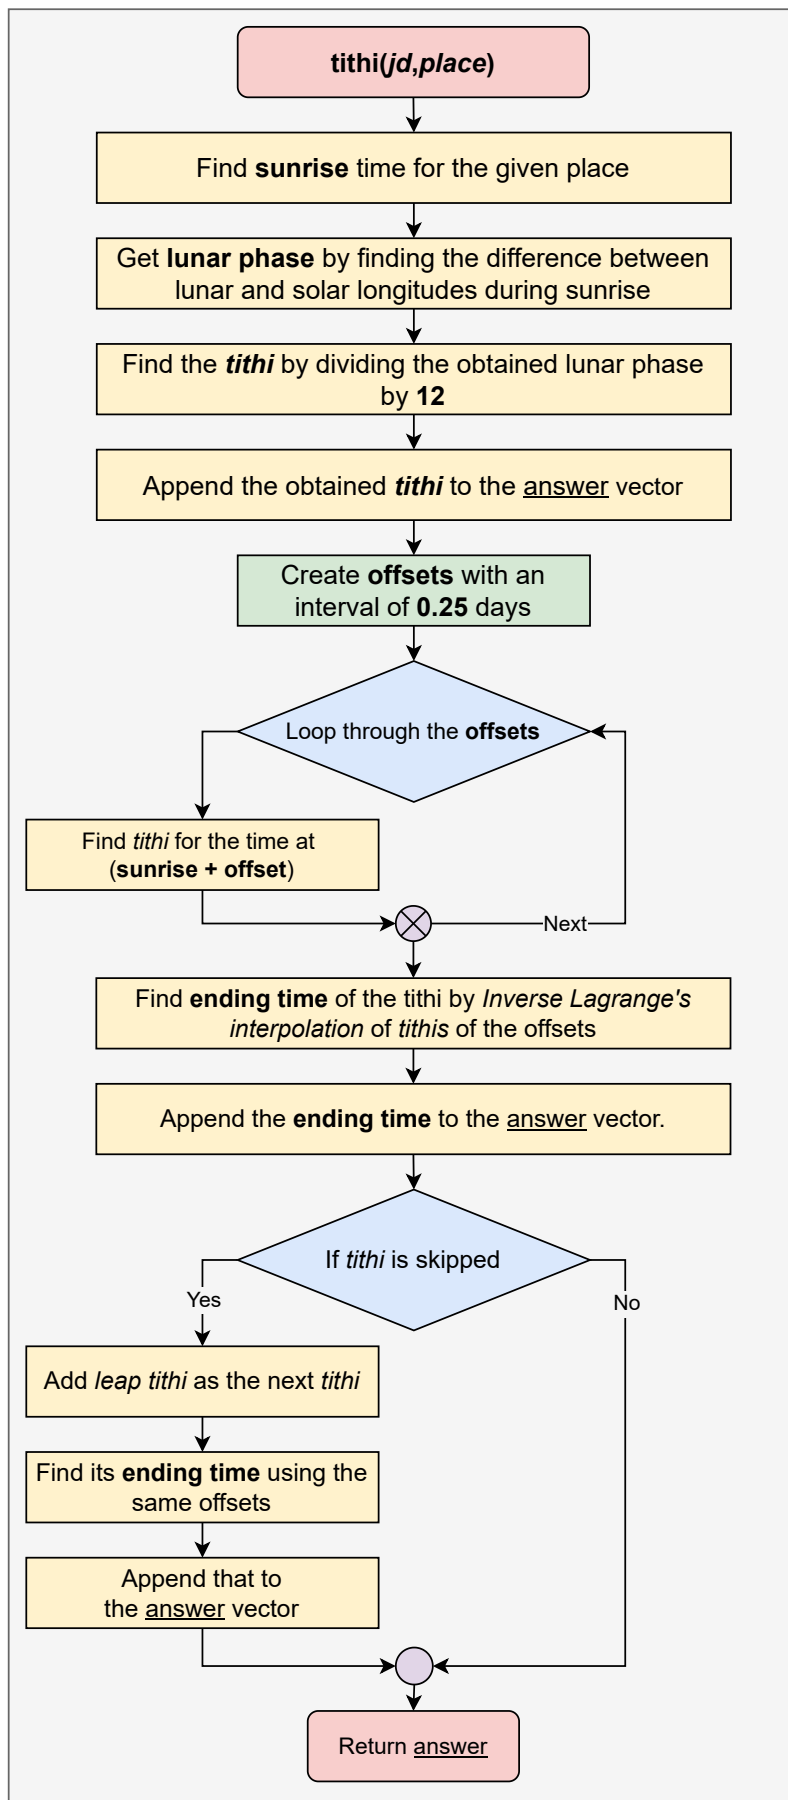 tithi(jd,place)
Find sunrise time for the given place
Get lunar phase by finding the difference between
lunar and solar longitudes during sunrise
Find the tithi by dividing the obtained lunar phase
by 12
Append the obtained tithi to the answer vector
Create offsets with an
interval of 0.25 days
Loop through the offsets
Find tithi for the time at
(sunrise + offset)
Next
Find ending time of the tithi by Inverse Lagrange's
interpolation of tithis of the offsets
Append the ending time to the answer vector.
If tithi is skipped
Yes
No
Add leap tithi as the next tithi
Find its ending time using the
same offsets
Append that to
the answer vector
Return answer